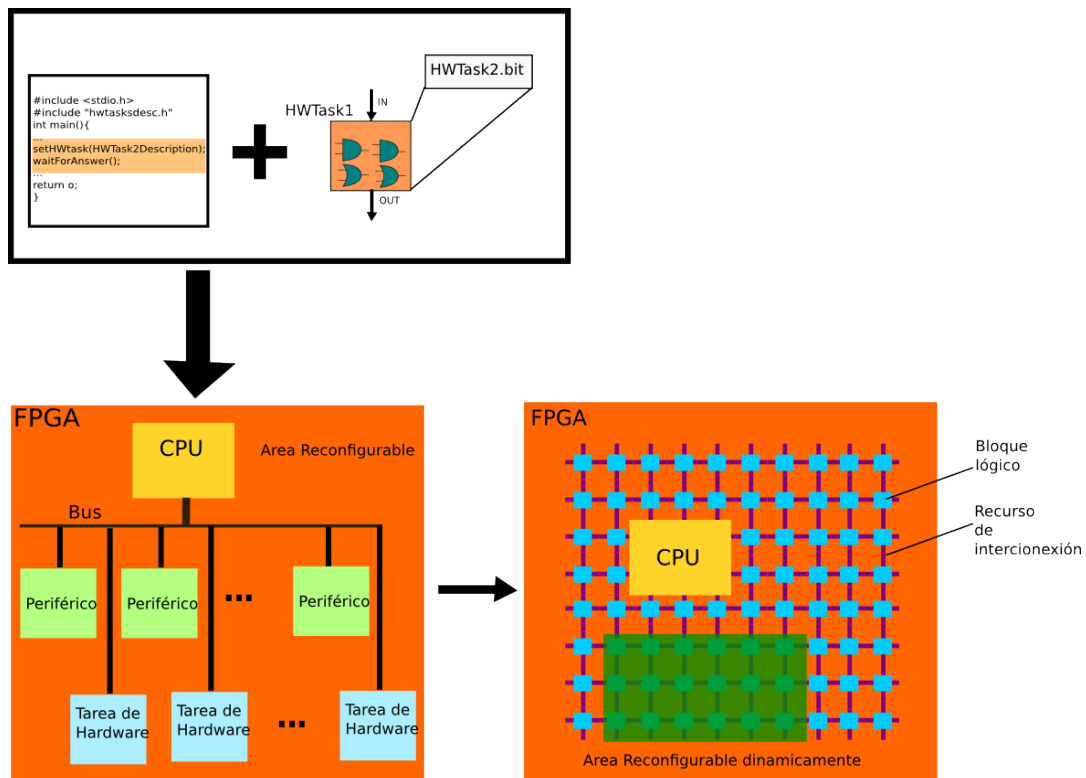 HWTask2.bit
#include <stdio.h>
#include "hwtasksdesc.h"
int main(){
...
setHWtask(HWTask2Description);
waitForAnswer();
...
return o;
}
HWTask1
IN
OUT
FPGA
CPU
Area Reconfigurable
Bus
Periférico
Periférico
...
Periférico
Tarea de
Hardware
Tarea de
Hardware
...
Tarea de
Hardware
FPGA
CPU
Area Reconfigurable dinamicamente
Bloque
lógico
Recurso
de
intercionexión